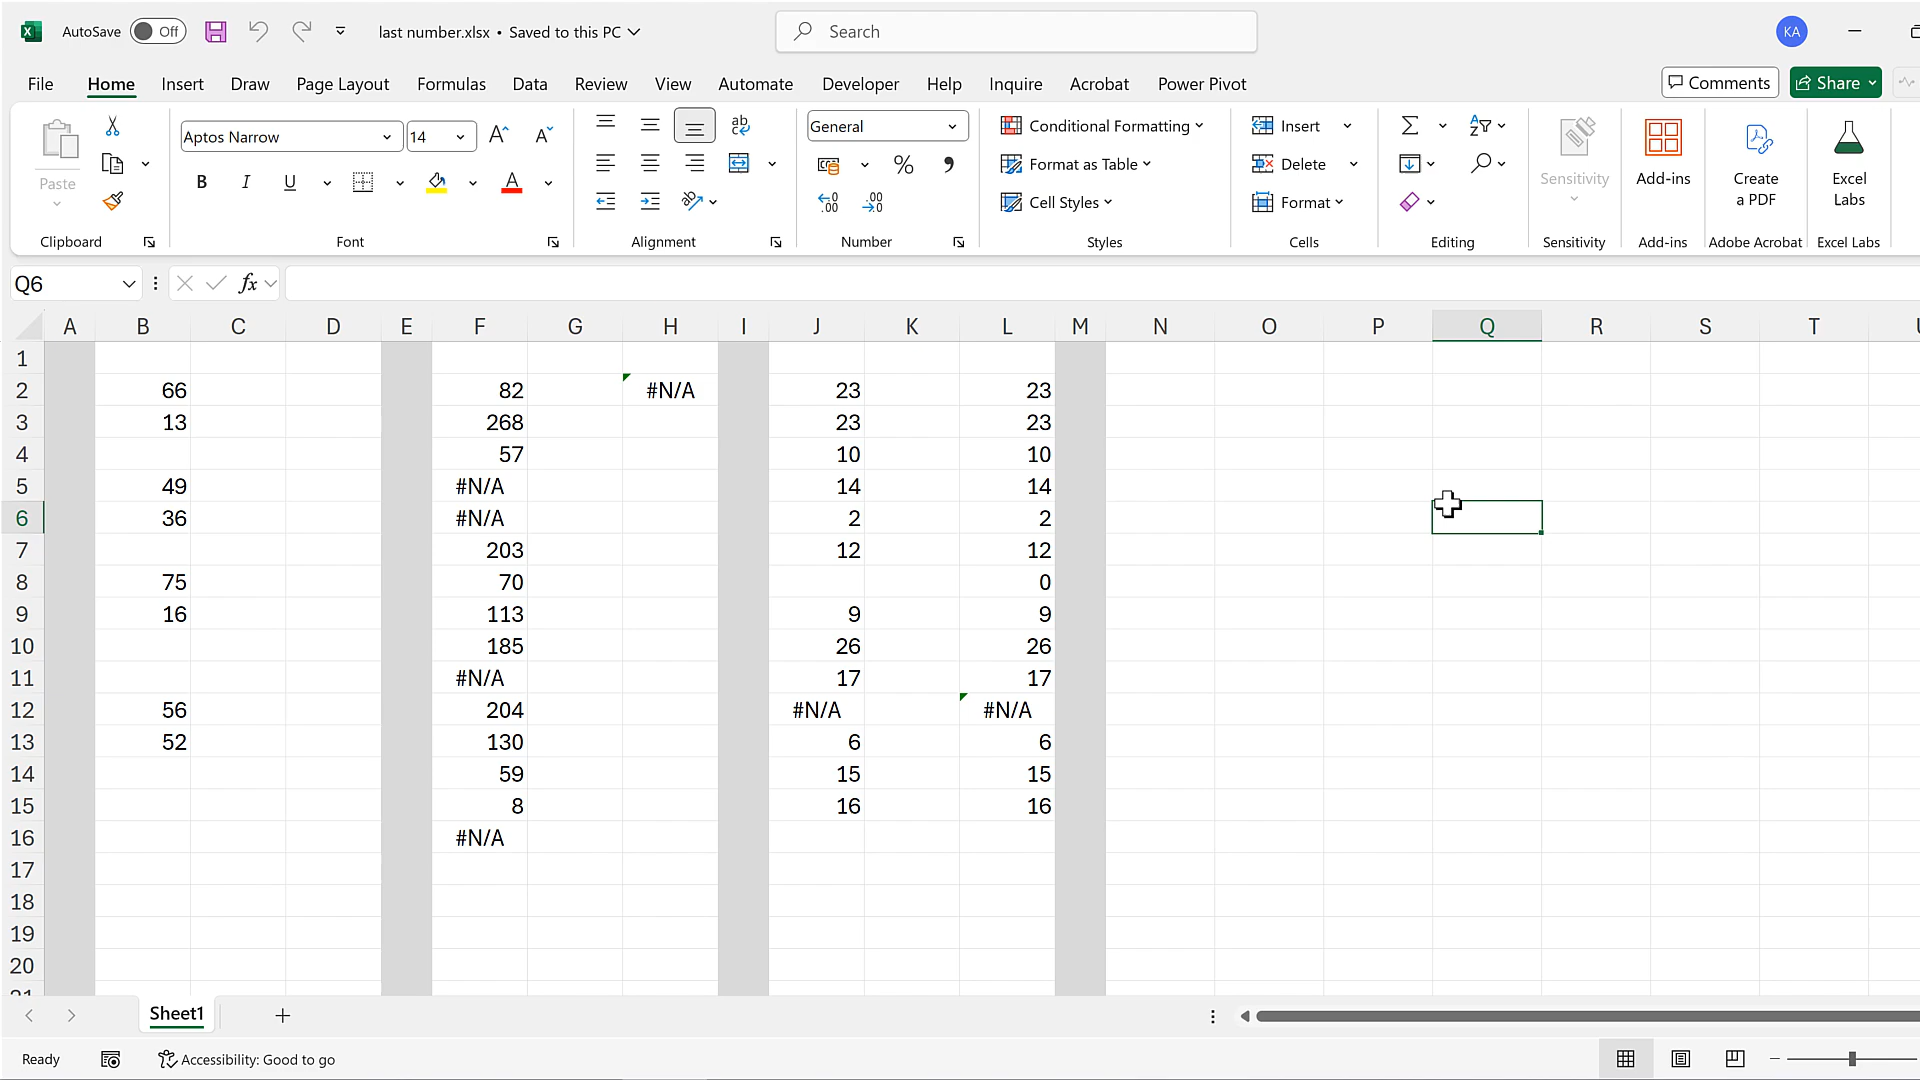 AutoSave Off last number.xlsx • Saved to this PC Search KA
File Home Insert Draw Page Layout Formulas Data Review View Automate Developer Help Inquire Acrobat Power Pivot Comments Share
Aptos Narrow 14 General Conditional Formatting Insert
Paste Format as Table Delete Sensitivity Add-ins Create a PDF Excel Labs
B I U A Cell Styles Format
Clipboard Font Alignment Number Styles Cells Editing Sensitivity Add-ins Adobe Acrobat Excel Labs
Q6 fx
A B C D E F G H I J K L M N O P Q R S T
1
2 66 82 #N/A 23 23
3 13 268 23 23
4 57 10 10
5 49 #N/A 14 14
6 36 #N/A 2 2
7 203 12 12
8 75 70 0
9 16 113 9 9
10 185 26 26
11 #N/A 17 17
12 56 204 #N/A #N/A
13 52 130 6 6
14 59 15 15
15 8 16 16
16 #N/A
17
18
19
20
Sheet1
Ready Accessibility: Good to go